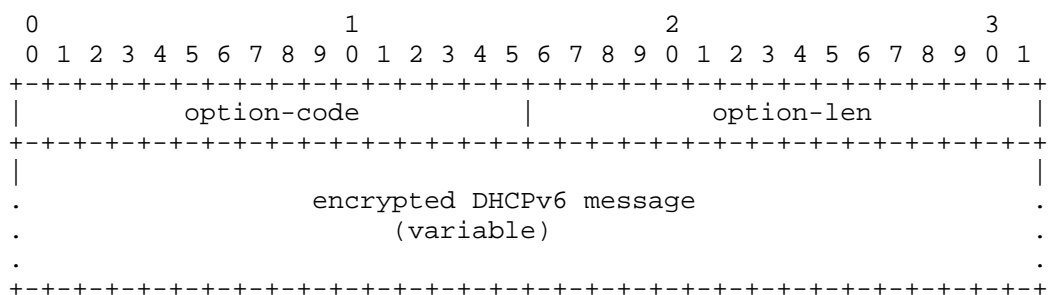 0                   1                   2                   3
 0 1 2 3 4 5 6 7 8 9 0 1 2 3 4 5 6 7 8 9 0 1 2 3 4 5 6 7 8 9 0 1
+-+-+-+-+-+-+-+-+-+-+-+-+-+-+-+-+-+-+-+-+-+-+-+-+-+-+-+-+-+-+-+-+
|          option-code          |           option-len          |
+-+-+-+-+-+-+-+-+-+-+-+-+-+-+-+-+-+-+-+-+-+-+-+-+-+-+-+-+-+-+-+-+
|                                                               |
.                  encrypted DHCPv6 message                     .
.                       (variable)                              .
.                                                               .
+-+-+-+-+-+-+-+-+-+-+-+-+-+-+-+-+-+-+-+-+-+-+-+-+-+-+-+-+-+-+-+-+